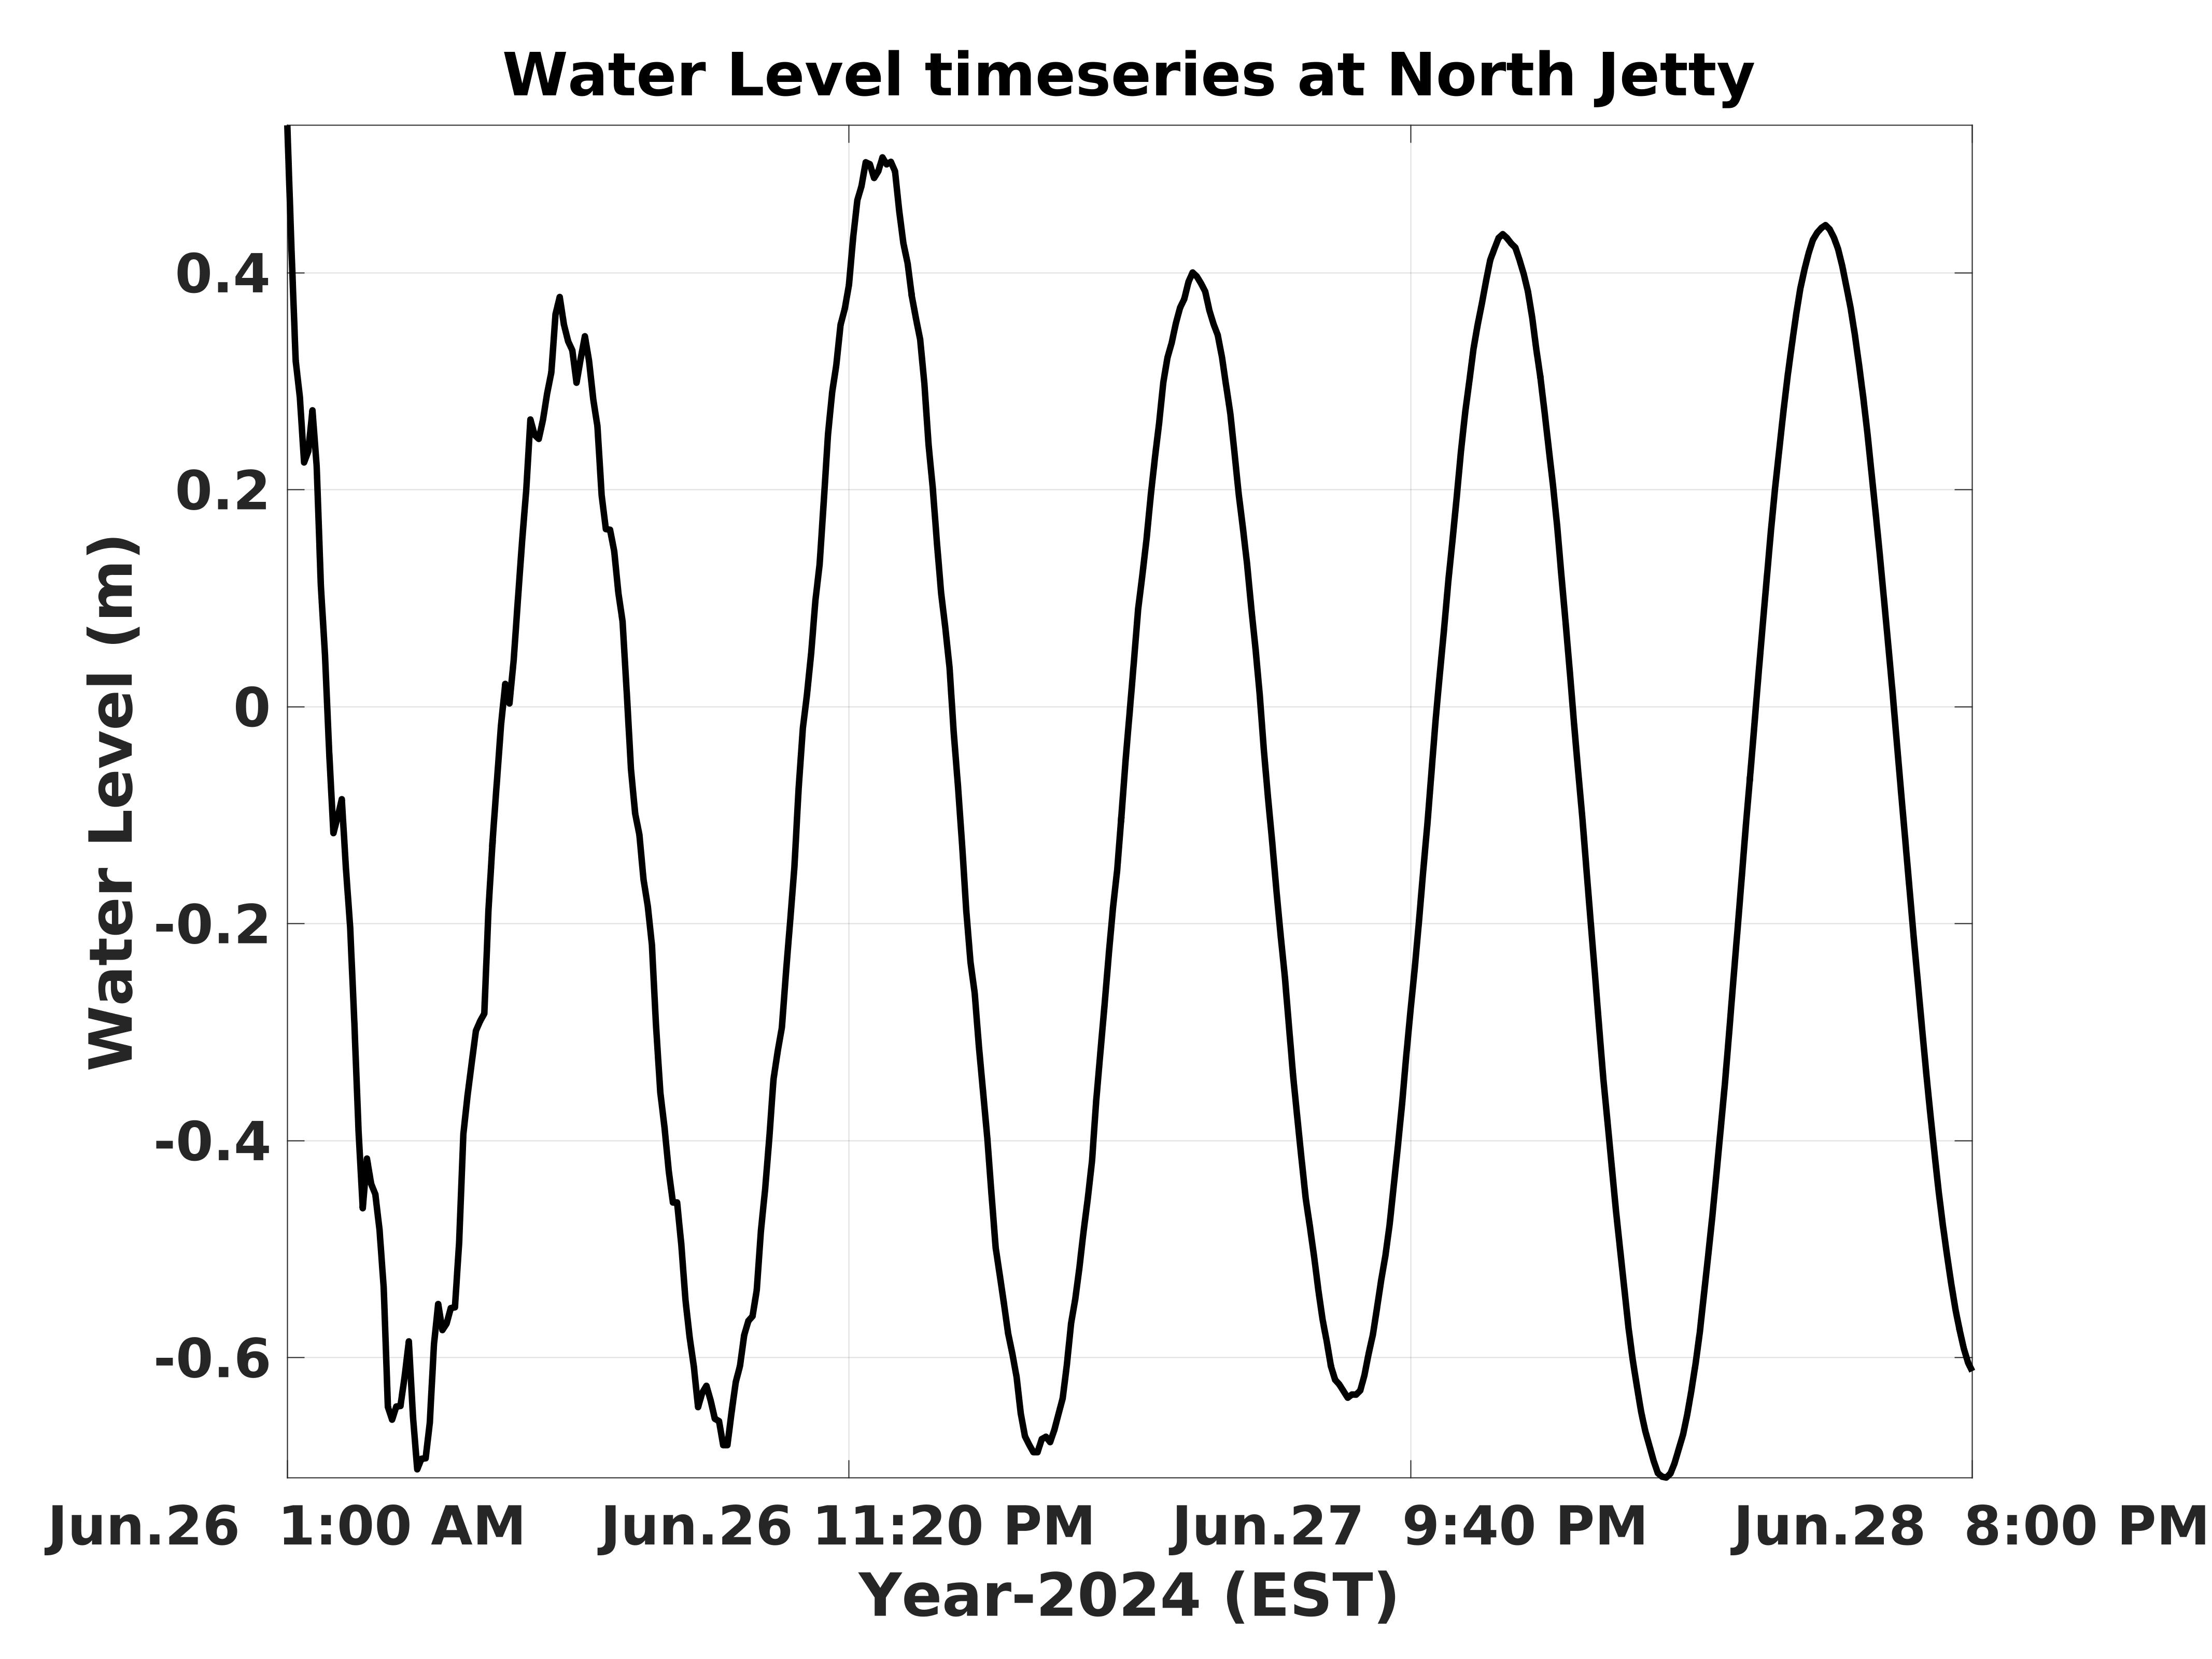 Water Level timeseries at North Jetty
Water Level (m)
0.4
0.2
0
-0.2
-0.4
-0.6
Jun.26 1:00 AM
Jun.26 11:20 PM
Jun.27 9:40 PM
Jun.28 8:00 PM
Year-2024 (EST)